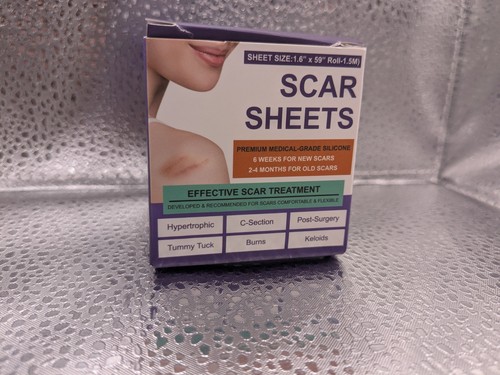 SHEET SIZE:1.6" x 59" Roll-1.5M)
SCAR
SHEETS
PREMIUM MEDICAL-GRADE SILICONE
6 WEEKS FOR NEW SCARS
2-4 MONTHS FOR OLD SCARS
EFFECTIVE SCAR TREATMENT
DEVELOPED & RECOMMENDED FOR SCARS,COMFORTABLE & FLEXIBLE
Hypertrophic C-Section Post-Surgery
Tummy Tuck Burns Keloids